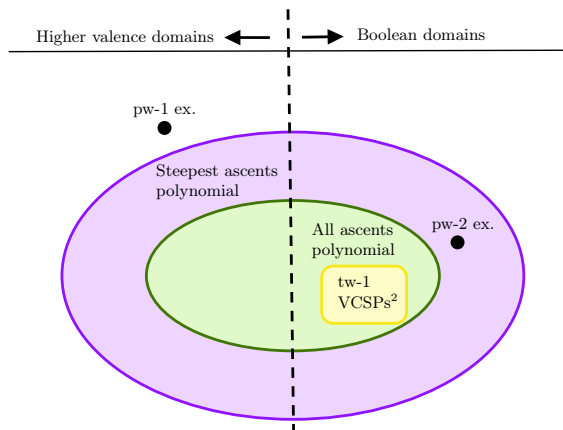 Higher valence domains
Boolean domains
pw-1 ex.
Steepest ascents
polynomial
All ascents
polynomial
pw-2 ex.
tw-1
VCSPs²